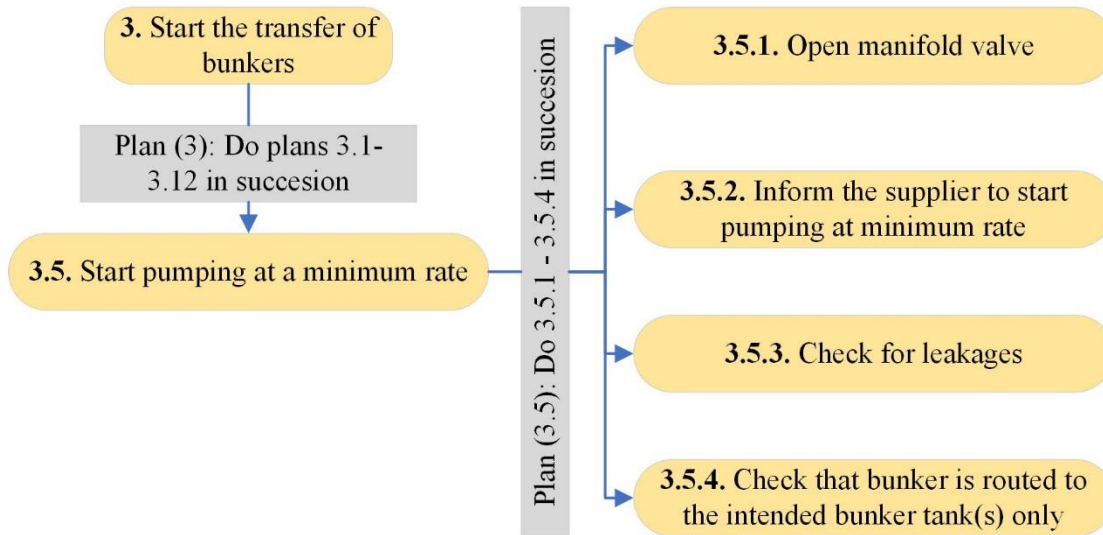 3. Start the transfer of
bunkers
Plan (3): Do plans 3.1-
3.12 in succesion
3.5. Start pumping at a minimum rate
Plan (3.5): Do 3.5.1 - 3.5.4 in succesion
3.5.1. Open manifold valve
3.5.2. Inform the supplier to start
pumping at minimum rate
3.5.3. Check for leakages
3.5.4. Check that bunker is routed to
the intended bunker tank(s) only